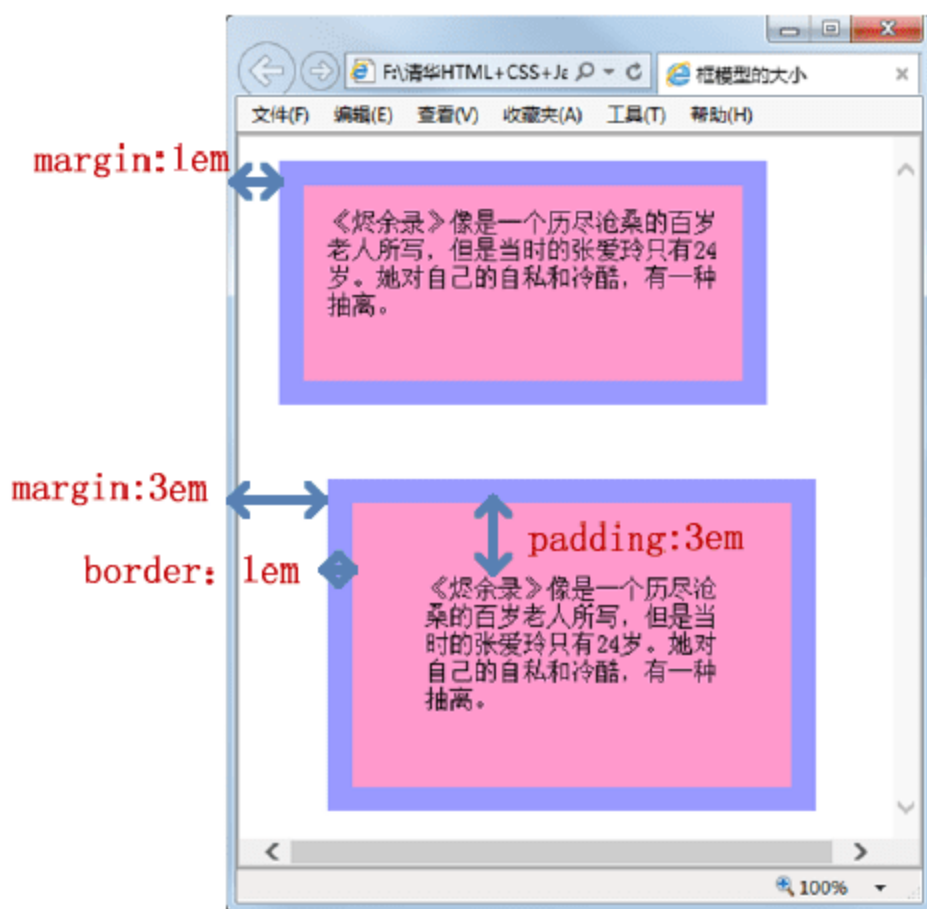 F:\清华HTML+CSS+Ja
框模型的大小
文件(F) 编辑(E) 查看(V) 收藏夹(A) 工具(T) 帮助(H)
margin:1em
《烬余录》像是一个历尽沧桑的百岁
老人所写，但是当时的张爱玲只有24
岁。她对自己的自私和冷酷，有一种
抽离。
margin:3em
padding:3em
border：1em
《烬余录》像是一个历尽沧
桑的百岁老人所写，但是当
时的张爱玲只有24岁。她对
自己的自私和冷酷，有一种
抽离。
100%